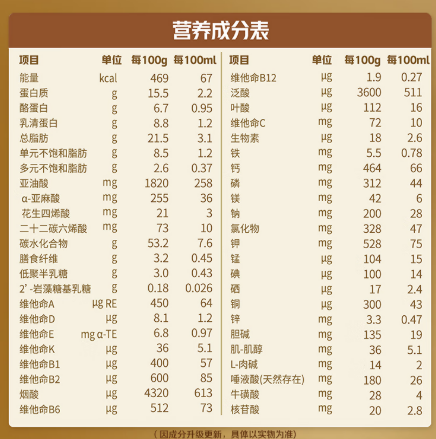 营养成分表
项目 单位 每100g 每100ml
能量 kcal 469 67
蛋白质 g 15.5 2.2
酪蛋白 g 6.7 0.95
乳清蛋白 g 8.8 1.2
总脂肪 g 21.5 3.1
单元不饱和脂肪 g 8.5 1.2
多元不饱和脂肪 g 2.6 0.37
亚油酸 mg 1820 258
α-亚麻酸 mg 255 36
花生四烯酸 mg 21 3
二十二碳六烯酸 mg 73 10
碳水化合物 g 53.2 7.6
膳食纤维 g 3.2 0.45
低聚半乳糖 g 3.0 0.43
2'-岩藻糖基乳糖 g 0.18 0.026
维他命A μg RE 450 64
维他命D μg 8.1 1.2
维他命E mg α-TE 6.8 0.97
维他命K μg 36 5.1
维他命B1 μg 400 57
维他命B2 μg 600 85
烟酸 μg 4320 613
维他命B6 μg 512 73
项目 单位 每100g 每100ml
维他命B12 μg 1.9 0.27
泛酸 μg 3600 511
叶酸 μg 112 16
维他命C mg 72 10
生物素 μg 18 2.6
铁 mg 5.5 0.78
钙 mg 464 66
磷 mg 312 44
镁 mg 42 6
钠 mg 200 28
氯化物 mg 328 47
钾 mg 528 75
锰 μg 104 15
碘 μg 100 14
硒 μg 17 2.4
铜 μg 300 43
锌 mg 3.3 0.47
胆碱 mg 135 19
肌-肌醇 mg 36 5.1
L-肉碱 mg 14 2
唾液酸(天然存在) mg 180 26
牛磺酸 mg 28 4
核苷酸 mg 20 2.8
(因成分升级更新，具体以实物为准)